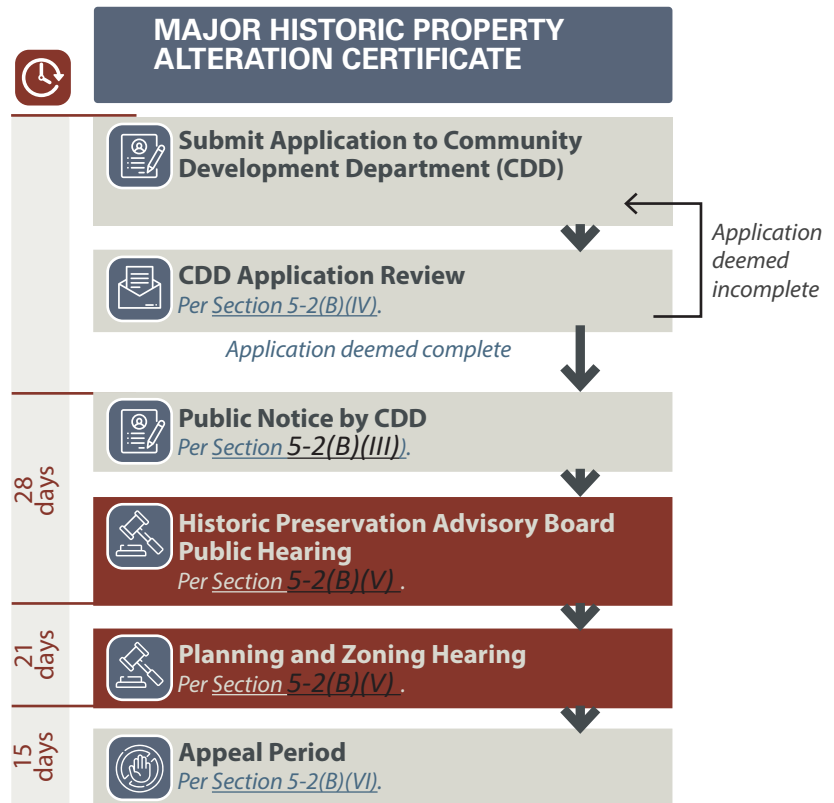 MAJOR HISTORIC PROPERTY
ALTERATION CERTIFICATE
Submit Application to Community
Development Department (CDD)
Application
deemed
incomplete
CDD Application Review
Per Section 5-2(B)(IV).
Application deemed complete
28
days
Public Notice by CDD
Per Section 5-2(B)(III)).
Historic Preservation Advisory Board
Public Hearing
Per Section 5-2(B)(V) .
21
days
Planning and Zoning Hearing
Per Section 5-2(B)(V) .
15
days
Appeal Period
Per Section 5-2(B)(VI).